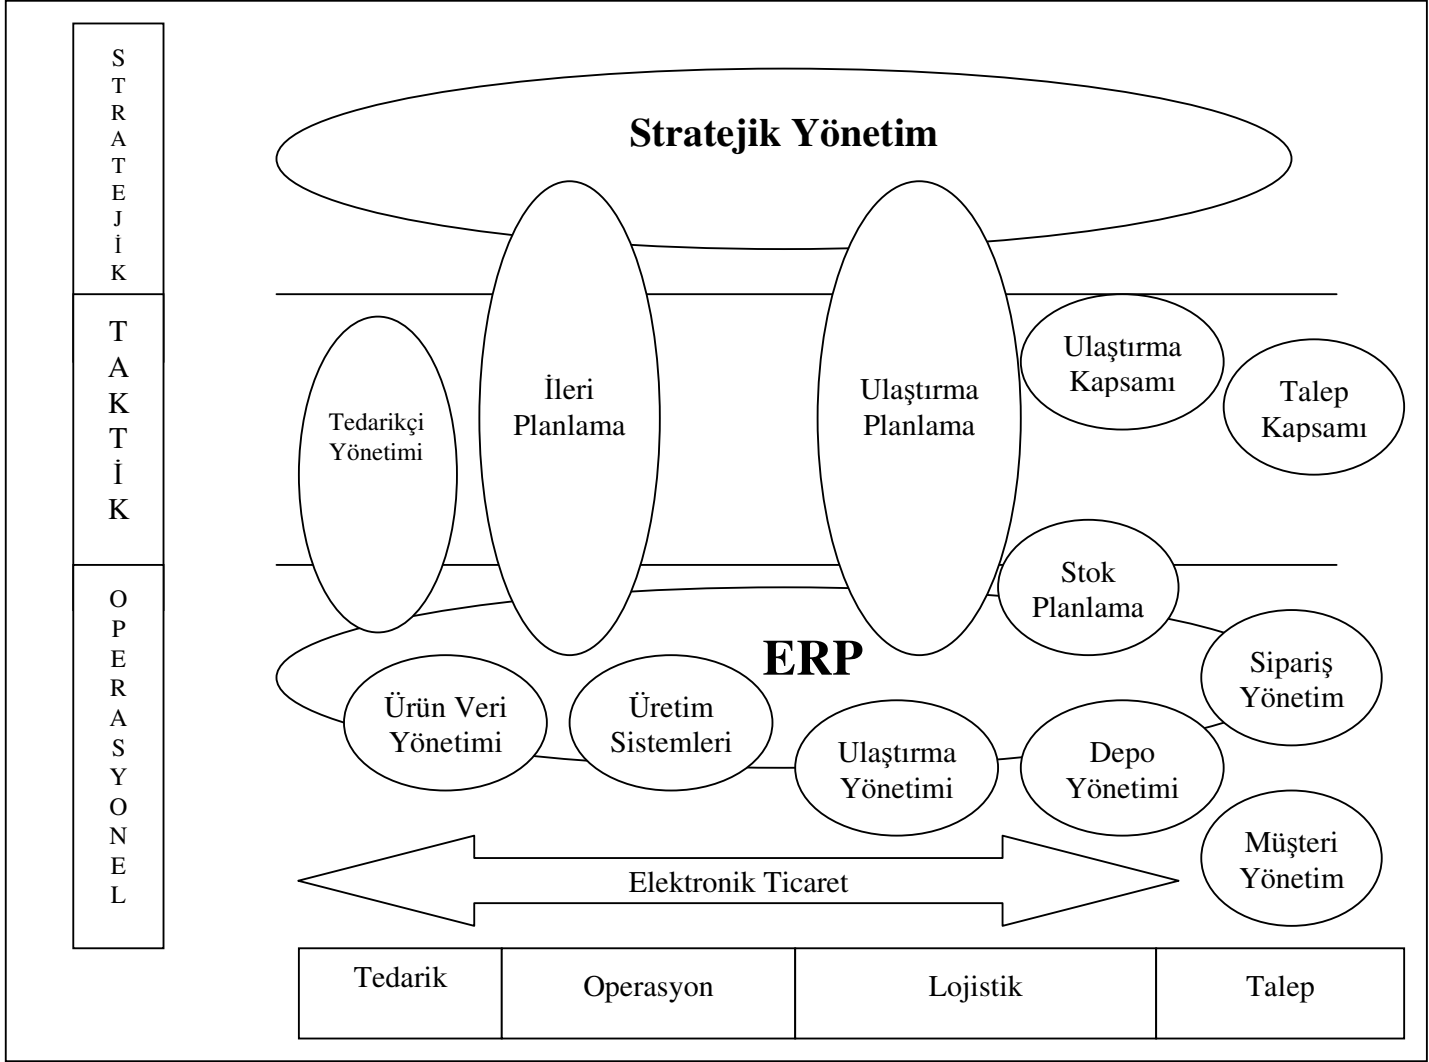 S
T
R
A
T
E
J
İ
K
Stratejik Yönetim
T
A
K
T
İ
K
Tedarikçi
Yönetimi
İleri
Planlama
Ulaştırma
Planlama
Ulaştırma
Kapsamı
Talep
Kapsamı
O
P
E
R
A
S
Y
O
N
E
L
Stok
Planlama
ERP
Sipariş
Yönetim
Ürün Veri
Yönetimi
Üretim
Sistemleri
Ulaştırma
Yönetimi
Depo
Yönetimi
Müşteri
Yönetim
Elektronik Ticaret
Tedarik
Operasyon
Lojistik
Talep